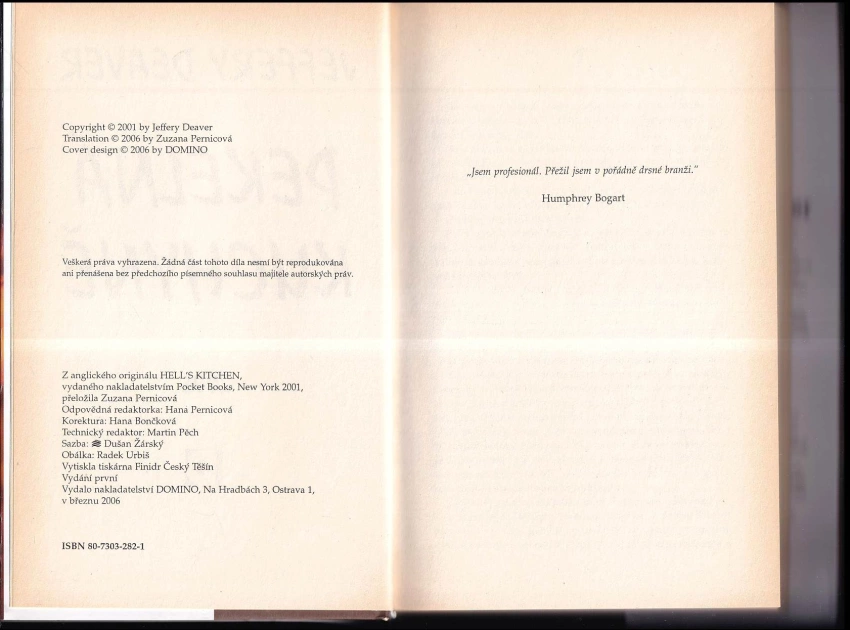 Copyright © 2001 by Jeffery Deaver
Translation © 2006 by Zuzana Pernicová
Cover design © 2006 by DOMINO
Veškerá práva vyhrazena. Žádná část tohoto díla nesmí být reprodukována
ani přenášena bez předchozího písemného souhlasu majitele autorských práv.
Z anglického originálu HELL'S KITCHEN,
vydaného nakladatelstvím Pocket Books, New York 2001,
přeložila Zuzana Pernicová
Odpovědná redaktorka: Hana Pernicová
Korektura: Hana Bončková
Technický redaktor: Martin Pěch
Sazba: Dušan Žárský
Obálka: Radek Urbiš
Vytiskla tiskárna Finidr Český Těšín
Vydání první
Vydalo nakladatelství DOMINO, Na Hradbách 3, Ostrava 1,
v březnu 2006
ISBN 80-7303-282-1
„Jsem profesionál. Přežil jsem v pořádně drsné branži.“
Humphrey Bogart